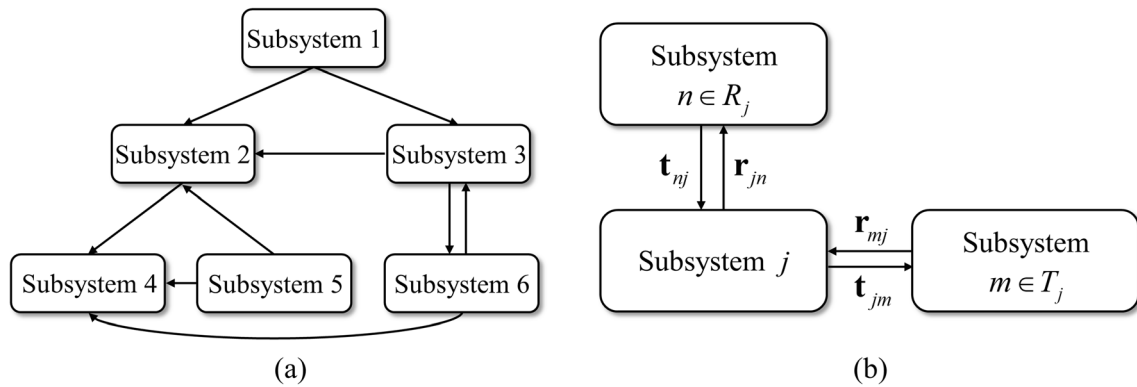 Subsystem 1
Subsystem 2
Subsystem 3
Subsystem 4
Subsystem 5
Subsystem 6
(a)
Subsystem
n ∈ R_j
t_nj
r_jn
Subsystem j
r_mj
t_jm
Subsystem
m ∈ T_j
(b)